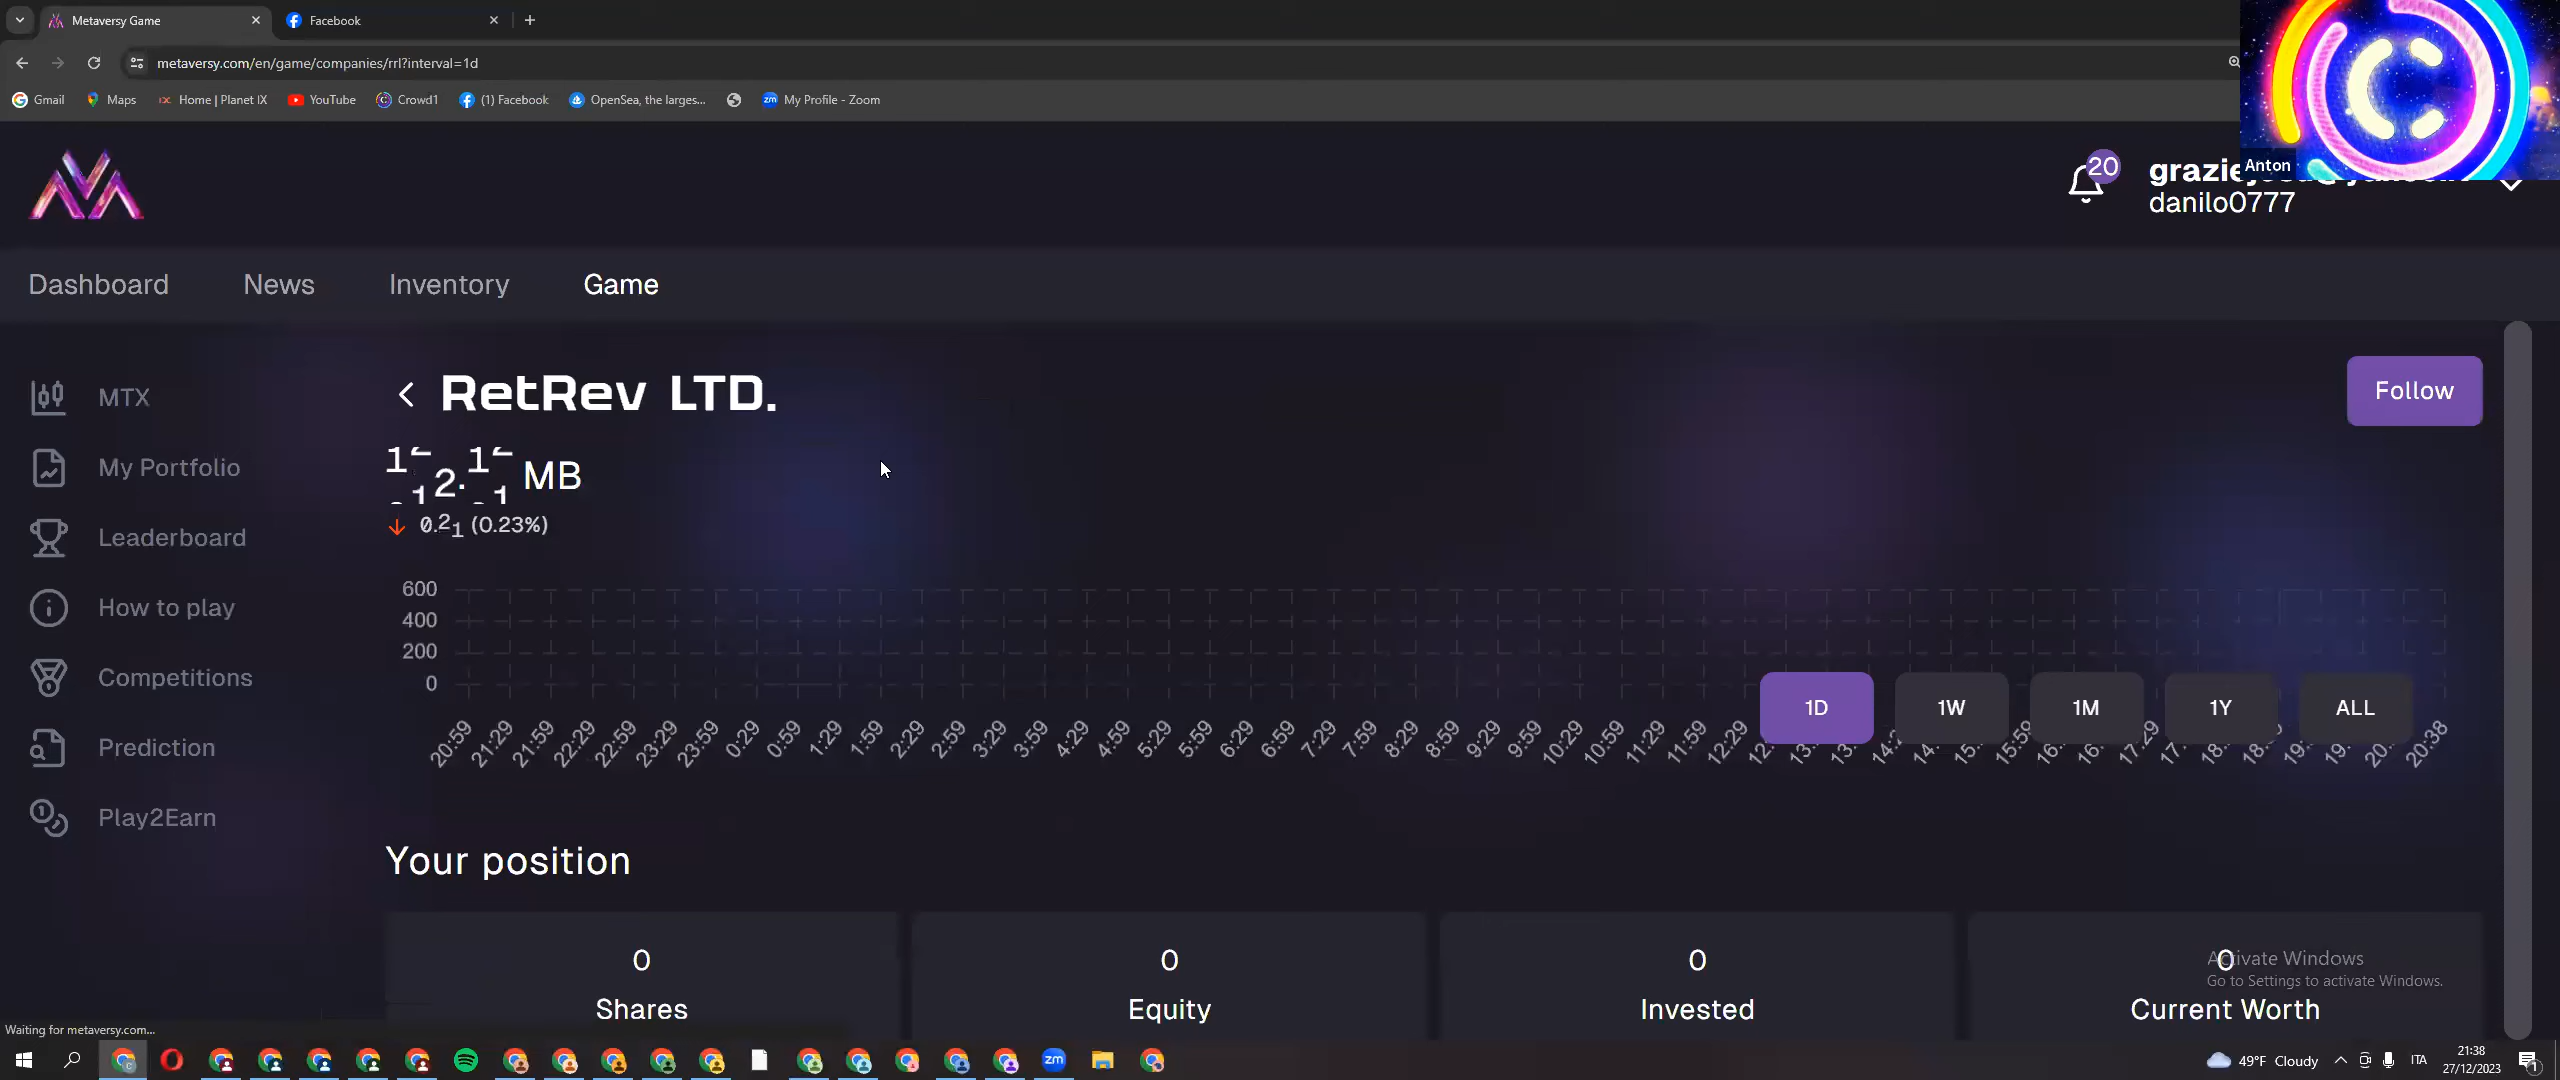 Metaversy Game
Facebook
metaversy.com/en/game/companies/rrl?interval=1d
Gmail
Maps
Home | Planet IX
YouTube
Crowd1
(1) Facebook
OpenSea, the larges...
My Profile - Zoom
Anton
20
danilo0777
Dashboard
News
Inventory
Game
MTX
My Portfolio
Leaderboard
How to play
Competitions
Prediction
Play2Earn
RetRev LTD.
Follow
MB
(0.23%)
600
400
200
0
1D
1W
1M
1Y
ALL
20:59
21:29
21:59
22:29
22:59
23:29
23:59
0:29
0:59
1:29
1:59
2:29
2:59
3:29
3:59
4:29
4:59
5:29
5:59
6:29
6:59
7:29
7:59
8:29
8:59
9:29
9:59
10:29
10:59
11:29
11:59
12:29
15:59
17:29
20:38
Your position
0
Shares
0
Equity
0
Invested
0
Current Worth
Activate Windows
Go to Settings to activate Windows.
Waiting for metaversy.com...
zm
49°F Cloudy
ITA
21:38
27/12/2023
1